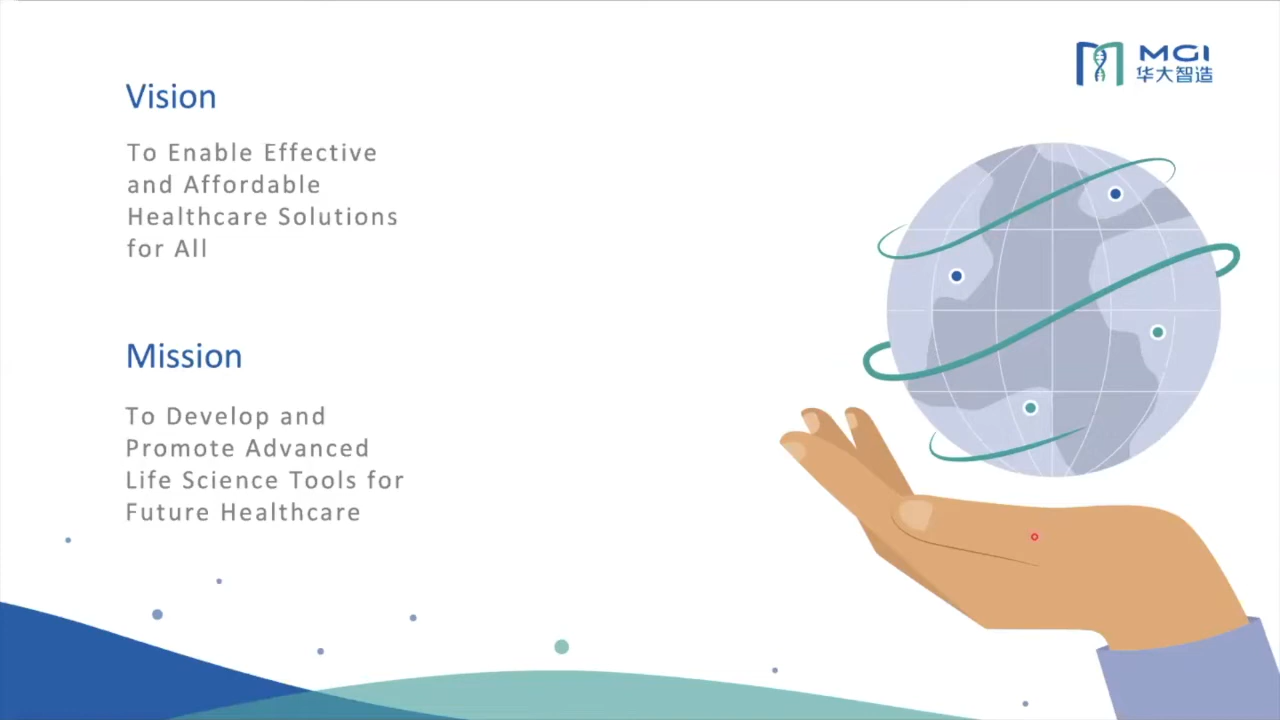 MGI
华大智造
Vision
To Enable Effective
and Affordable
Healthcare Solutions
for All
Mission
To Develop and
Promote Advanced
Life Science Tools for
Future Healthcare